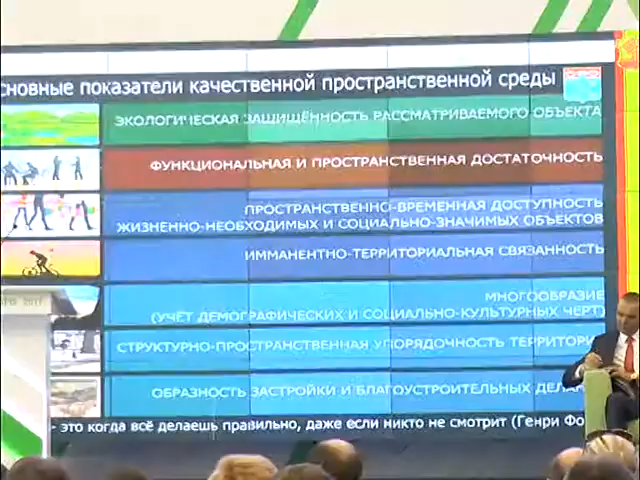 сновные показатели качественной пространственной среды
ЭКОЛОГИЧЕСКАЯ ЗАЩИЩЁННОСТЬ РАССМАТРИВАЕМОГО ОБЪЕКТА
ФУНКЦИОНАЛЬНАЯ И ПРОСТРАНСТВЕННАЯ ДОСТАТОЧНОСТЬ
ПРОСТРАНСТВЕННО-ВРЕМЕННАЯ ДОСТУПНОСТЬ
ЖИЗНЕННО-НЕОБХОДИМЫХ И СОЦИАЛЬНО-ЗНАЧИМЫХ ОБЪЕКТОВ
ИММАНЕНТНО-ТЕРРИТОРИАЛЬНАЯ СВЯЗАННОСТЬ
МНОГООБРАЗИЕ
(УЧЁТ ДЕМОГРАФИЧЕСКИХ И СОЦИАЛЬНО-КУЛЬТУРНЫХ ЧЕРТ
СТРУКТУРНО-ПРОСТРАНСТВЕННАЯ УПОРЯДОЧНОСТЬ ТЕРРИТОРИ
ОБРАЗНОСТЬ ЗАСТРОЙКИ И БЛАГОУСТРОИТЕЛЬНЫХ
- это когда всё делаешь правильно, даже если никто не смотрит (Генри Фо